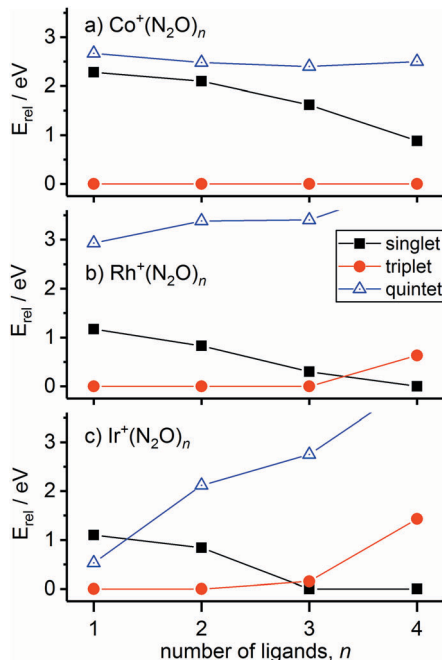 a) Co⁺(N₂O)ₙ
3
2
1
0
E_rel / eV
b) Rh⁺(N₂O)ₙ
3
2
1
0
E_rel / eV
singlet
triplet
quintet
c) Ir⁺(N₂O)ₙ
3
2
1
0
E_rel / eV
1 2 3 4
number of ligands, n